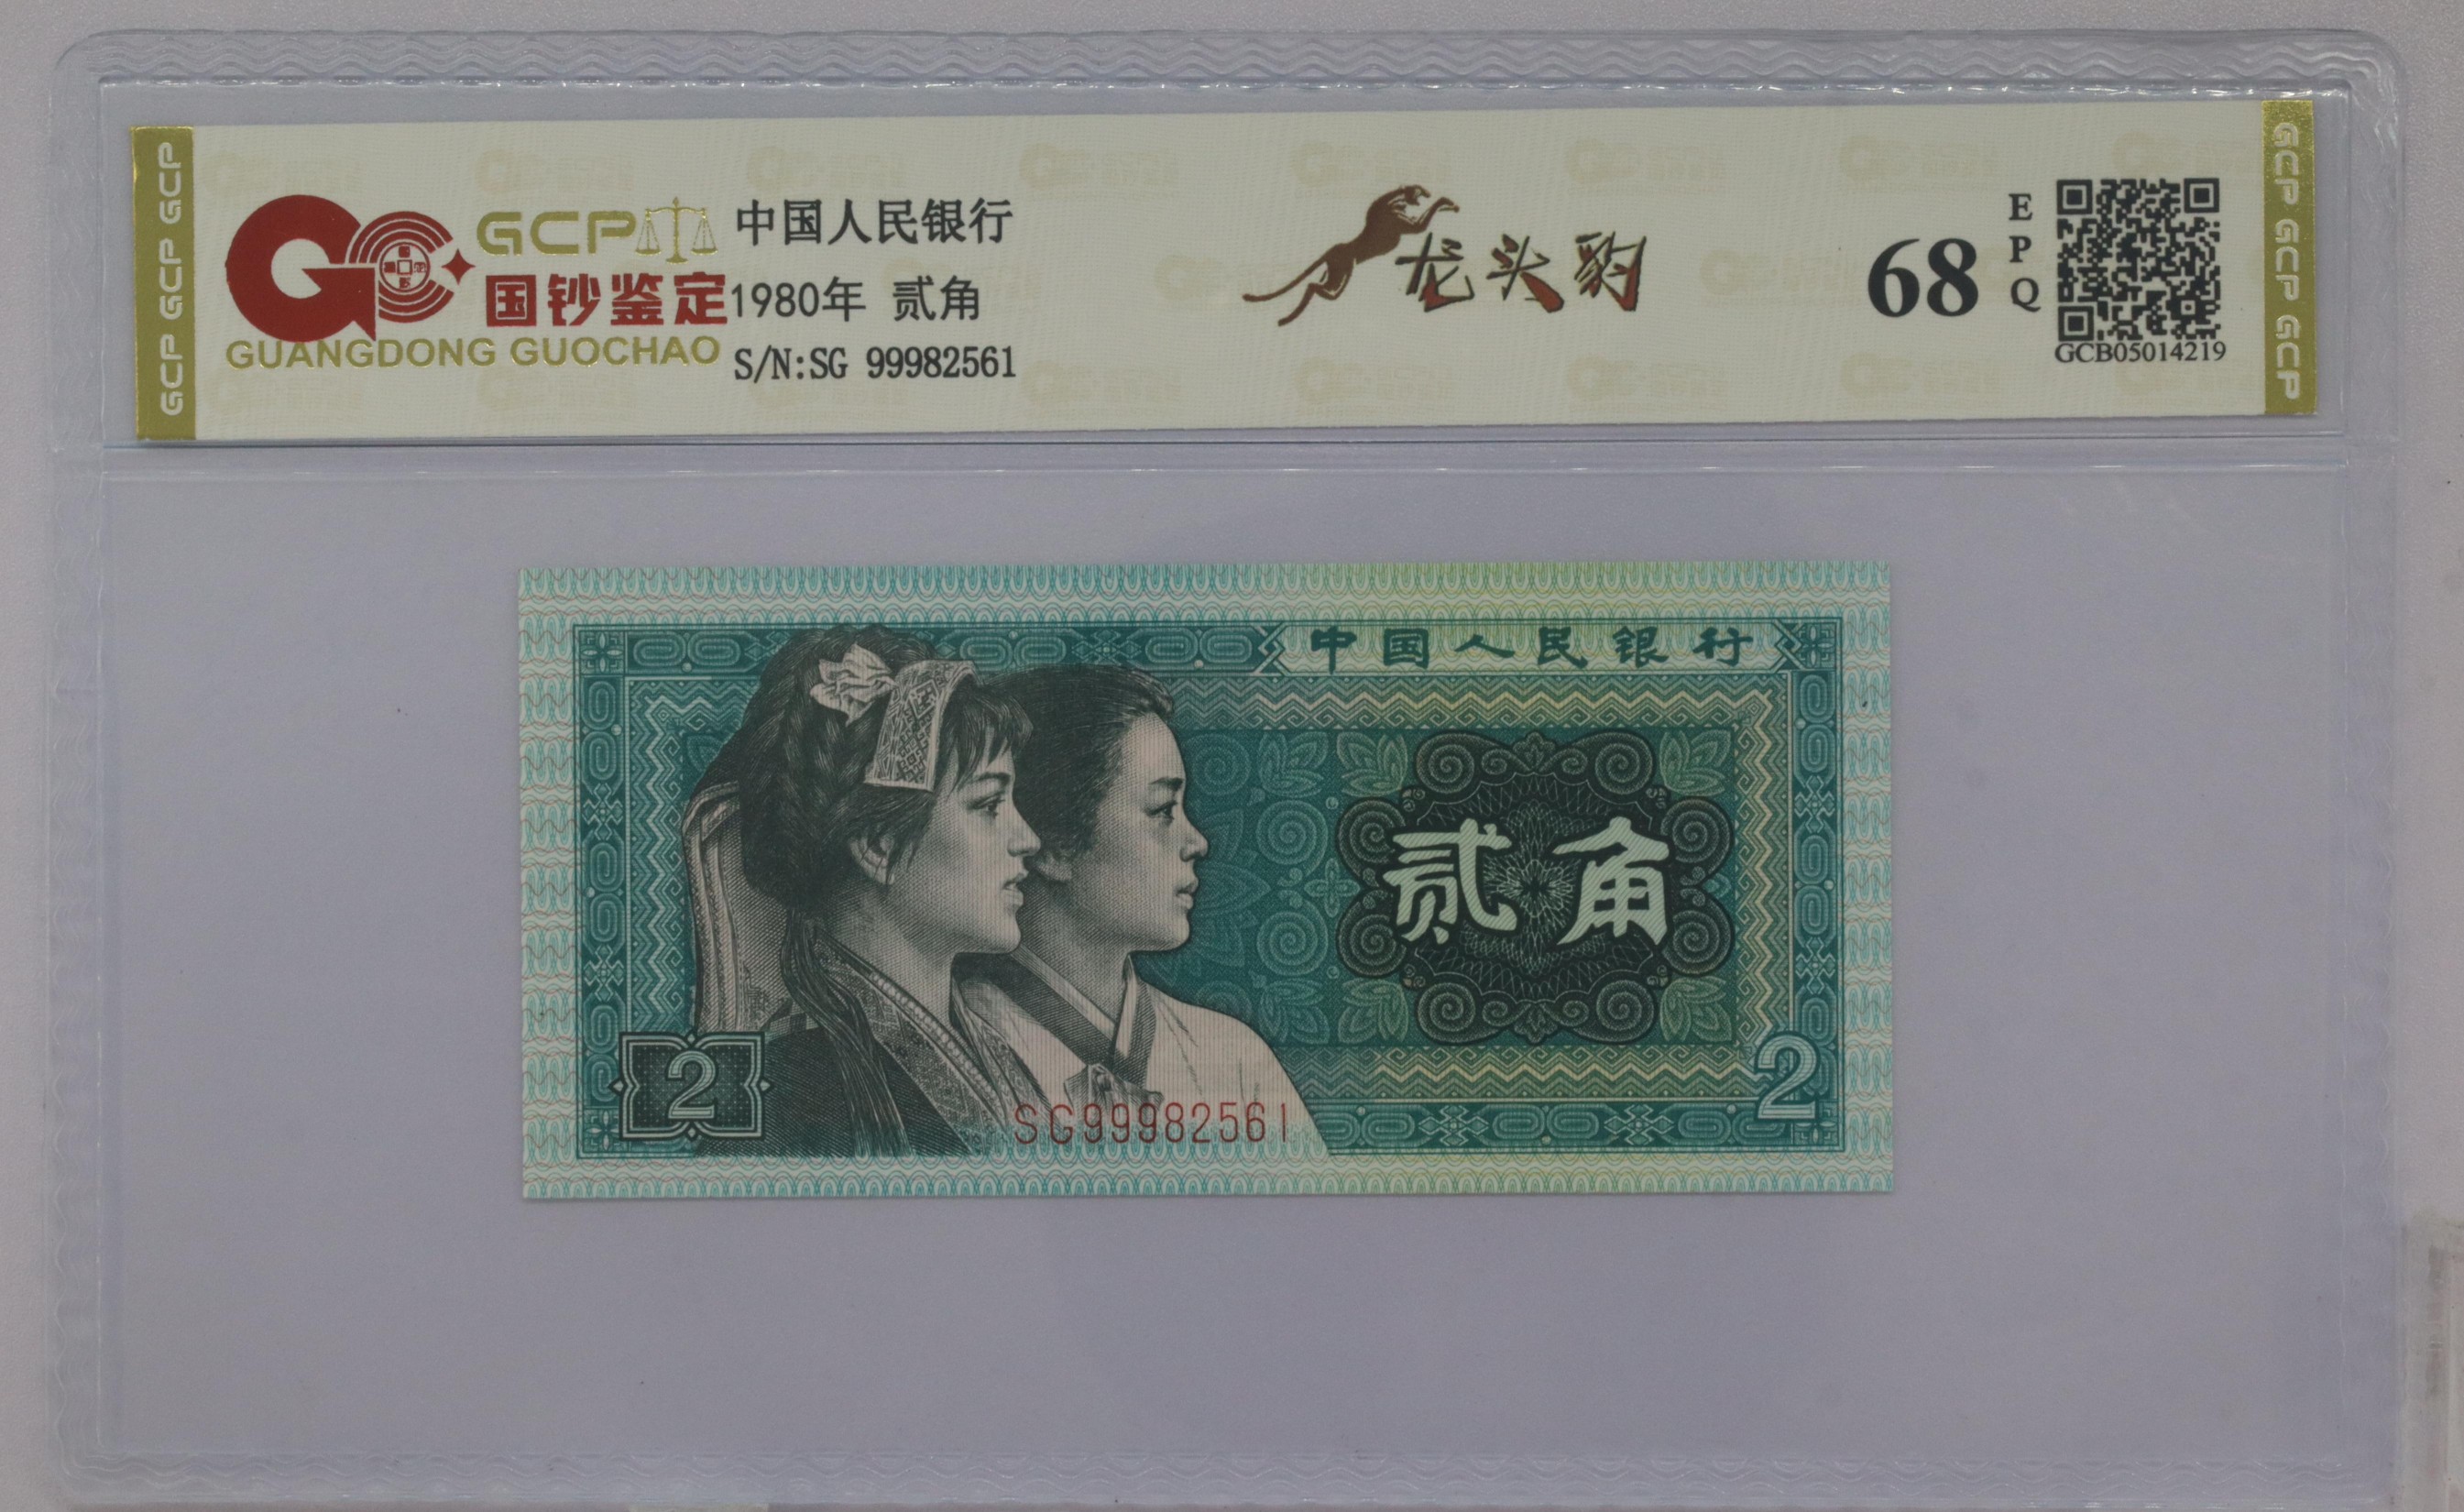 GCP GCP GCP
GCP
国钞鉴定
GUANGDONG GUOCHAO
中国人民银行
1980年 贰角
S/N:SG 99982561
龙头豹
68
EPQ
GCB05014219
GCP GCP GCP
中国人民银行
贰角
2
SG99982561
2